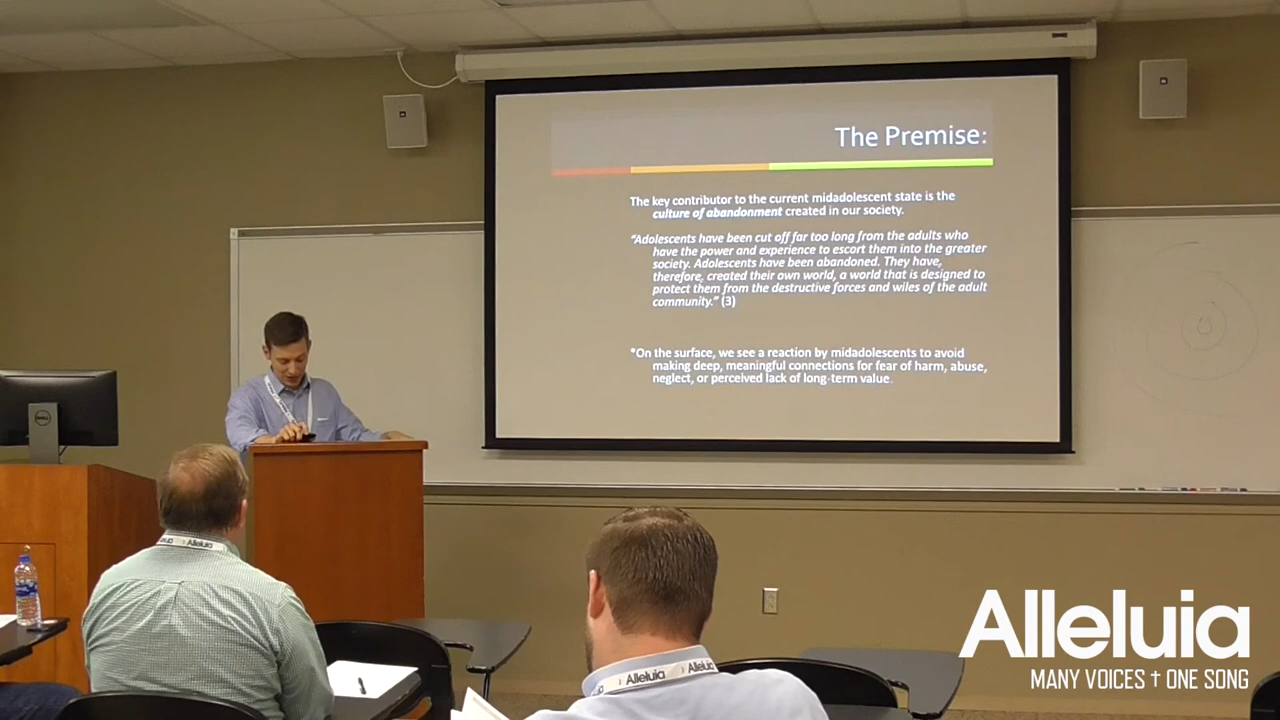 The Premise:
The key contributor to the current midadolescent state is the
culture of abandonment created in our society.
"Adolescents have been cut off far too long from the adults who
have the power and experience to escort them into the greater
society. Adolescents have been abandoned. They have,
therefore, created their own world, a world that is designed to
protect them from the destructive forces and wiles of the adult
community." (3)
*On the surface, we see a reaction by midadolescents to avoid
making deep, meaningful connections for fear of harm, abuse,
neglect, or perceived lack of long-term value.
DELL
Alleluia
Alleluia
Alleluia
Alleluia
MANY VOICES † ONE SONG